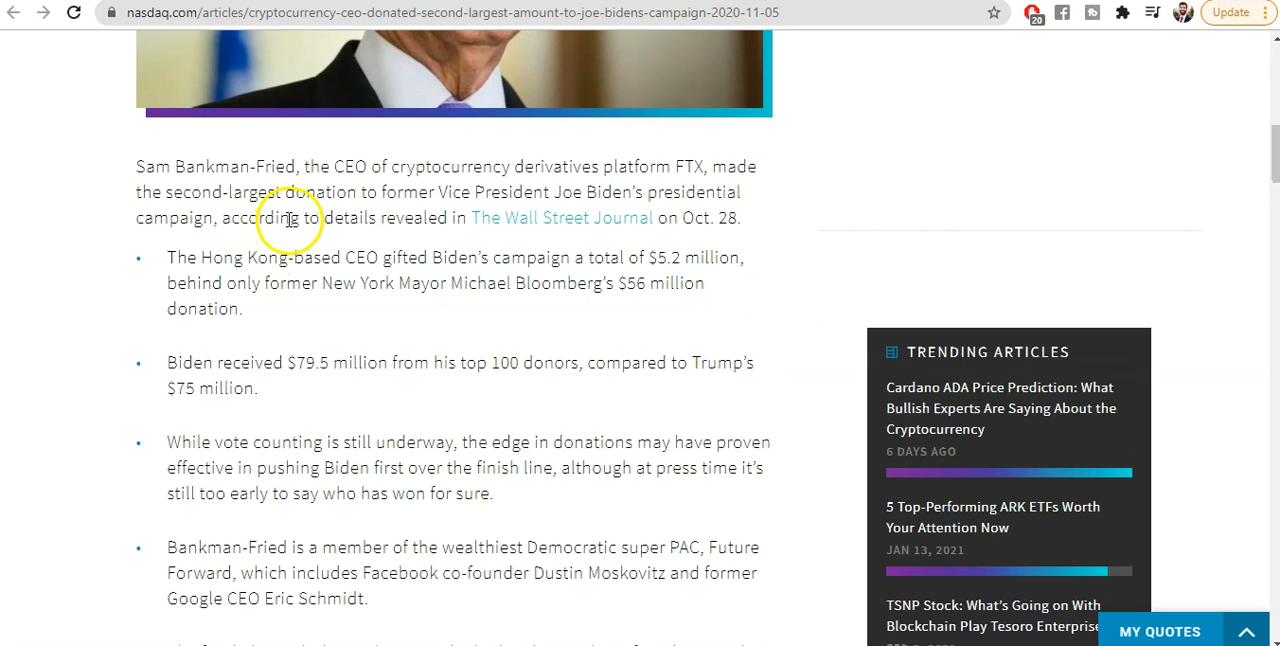 nasdaq.com/articles/cryptocurrency-ceo-donated-second-largest-amount-to-joe-bidens-campaign-2020-11-05
20
Update
Sam Bankman-Fried, the CEO of cryptocurrency derivatives platform FTX, made
the second-largest donation to former Vice President Joe Biden’s presidential
campaign, according to details revealed in The Wall Street Journal on Oct. 28.
• The Hong Kong-based CEO gifted Biden’s campaign a total of $5.2 million,
behind only former New York Mayor Michael Bloomberg’s $56 million
donation.
• Biden received $79.5 million from his top 100 donors, compared to Trump’s
$75 million.
• While vote counting is still underway, the edge in donations may have proven
effective in pushing Biden first over the finish line, although at press time it’s
still too early to say who has won for sure.
• Bankman-Fried is a member of the wealthiest Democratic super PAC, Future
Forward, which includes Facebook co-founder Dustin Moskovitz and former
Google CEO Eric Schmidt.
TRENDING ARTICLES
Cardano ADA Price Prediction: What
Bullish Experts Are Saying About the
Cryptocurrency
6 DAYS AGO
5 Top-Performing ARK ETFs Worth
Your Attention Now
JAN 13, 2021
TSNP Stock: What’s Going on With
Blockchain Play Tesoro Enterprise
MY QUOTES